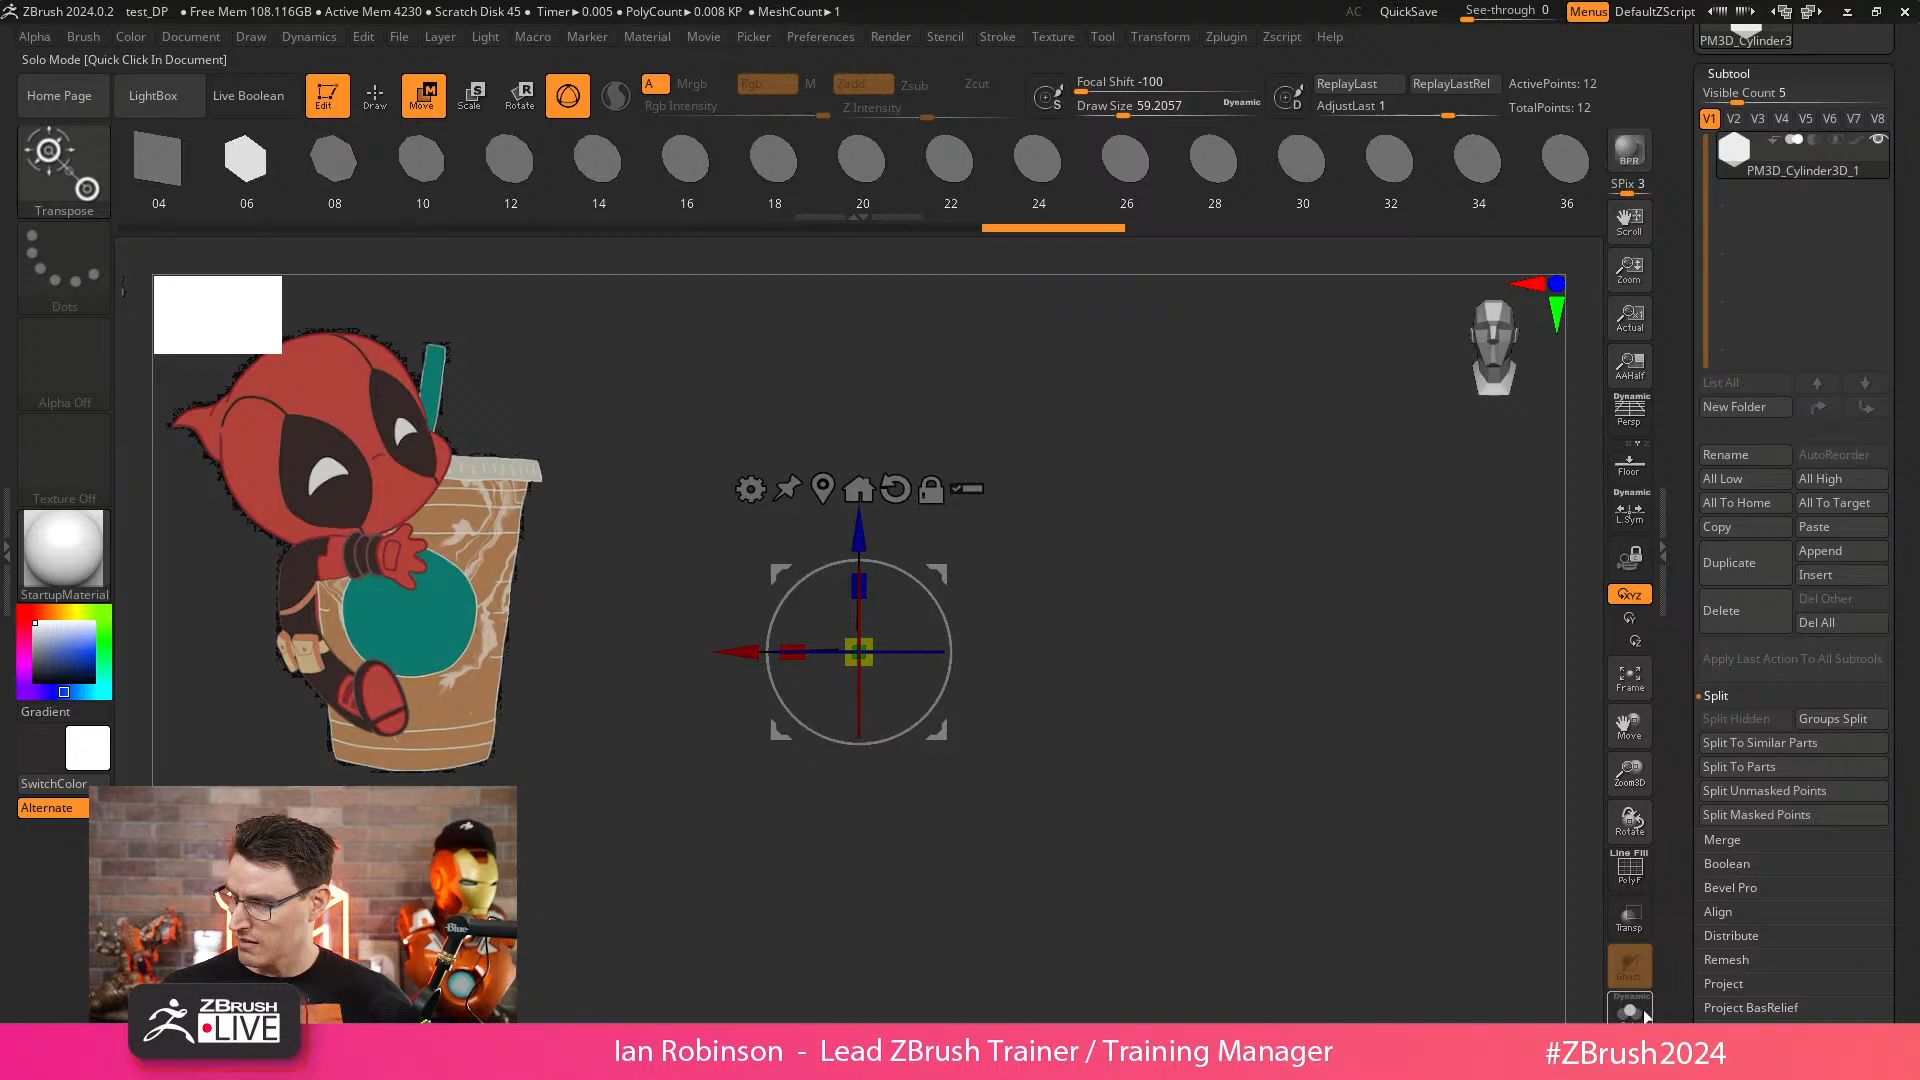 ZBrush 2024.0.2 test_DP ● Free Mem 108.116GB ● Active Mem 4230 ● Scratch Disk 45 ● Timer▸0.005 ● PolyCount▸0.008 KP ● MeshCount▸1
AC QuickSave See-through 0 Menus DefaultZScript
Alpha Brush Color Document Draw Dynamics Edit File Layer Light Macro Marker Material Movie Picker Preferences Render Stencil Stroke Texture Tool Transform Zplugin Zscript Help
Solo Mode [Quick Click In Document]
Home Page LightBox Live Boolean Edit Draw Move Scale Rotate
A Mrgb Rgb M Zadd Zsub Zcut
Rgb Intensity Z Intensity
Focal Shift -100
Draw Size 59.2057 Dynamic
ReplayLast ReplayLastRel ActivePoints: 12
AdjustLast 1 TotalPoints: 12
S
D
04 06 08 10 12 14 16 18 20 22 24 26 28 30 32 34 36
Transpose
Dots
Alpha Off
Texture Off
StartupMaterial
Gradient
SwitchColor
Alternate
BPR
SPix 3
Scroll
Zoom
Actual
AAHalf
Dynamic
Persp
Floor
Dynamic
L.Sym
XYZ
Frame
Move
Zoom3D
Rotate
Line Fill
PolyF
Transp
Ghost
Dynamic
PM3D_Cylinder3
Subtool
Visible Count 5
V1 V2 V3 V4 V5 V6 V7 V8
PM3D_Cylinder3D_1
List All
New Folder
Rename AutoReorder
All Low All High
All To Home All To Target
Copy Paste
Duplicate Append
Insert
Delete Del Other
Del All
Apply Last Action To All Subtools
Split
Split Hidden Groups Split
Split To Similar Parts
Split To Parts
Split Unmasked Points
Split Masked Points
Merge
Boolean
Bevel Pro
Align
Distribute
Remesh
Project
Project BasRelief
Blue
ZBRUSH
LIVE
Ian Robinson - Lead ZBrush Trainer / Training Manager
#ZBrush2024